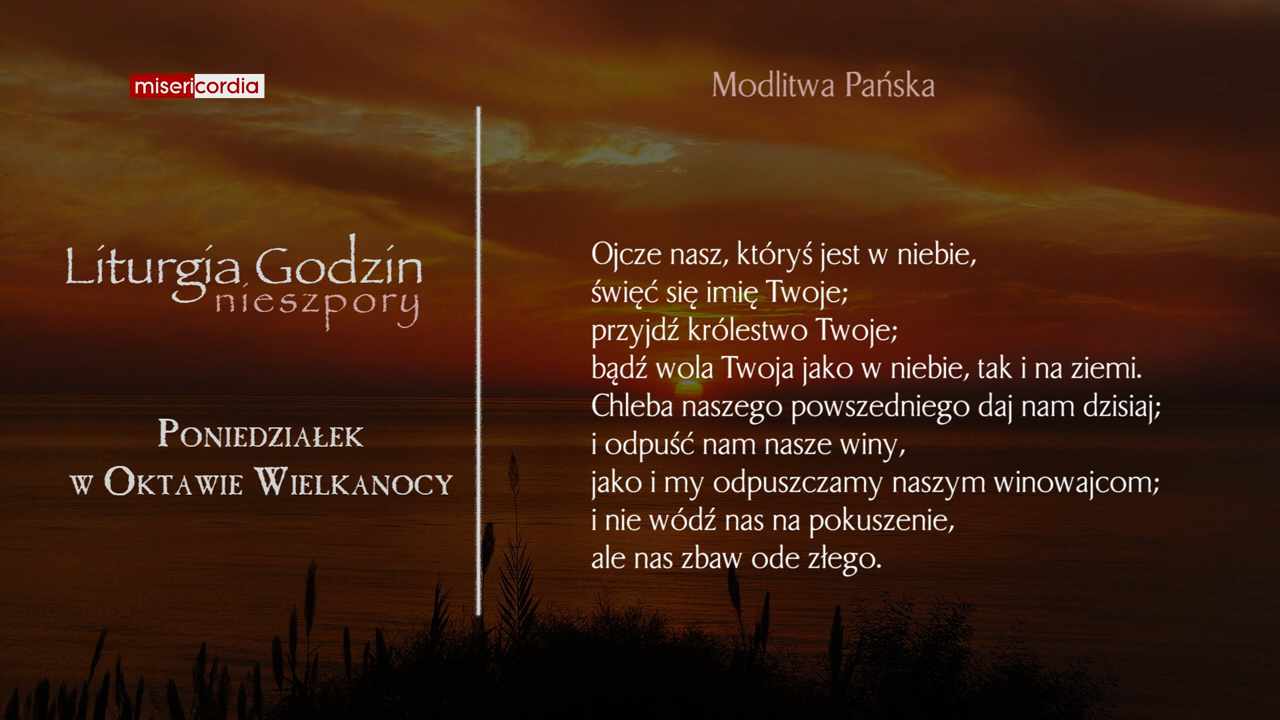 misericordia
Liturgia Godzin
nieszpory
Poniedziałek
w Oktawie Wielkanocy
Modlitwa Pańska
Ojcze nasz, któryś jest w niebie,
święć się imię Twoje;
przyjdź królestwo Twoje;
bądź wola Twoja jako w niebie, tak i na ziemi.
Chleba naszego powszedniego daj nam dzisiaj;
i odpuść nam nasze winy,
jako i my odpuszczamy naszym winowajcom;
i nie wódź nas na pokuszenie,
ale nas zbaw ode złego.